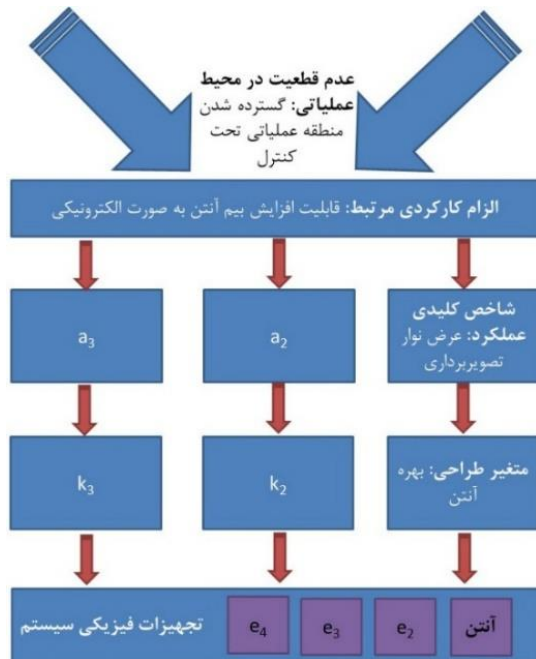 عدم قطعیت در محیط
عملیاتی: گسترده شدن
منطقه عملیاتی تحت
کنترل
الزام کارکردی مرتبط: قابلیت افزایش بیم آنتن به صورت الکترونیکی
شاخص کلیدی
عملکرد: عرض نوار
تصویربرداری
a2
a3
متغیر طراحی: بهره
آنتن
k2
k3
آنتن
e2
e3
e4
تجهیزات فیزیکی سیستم